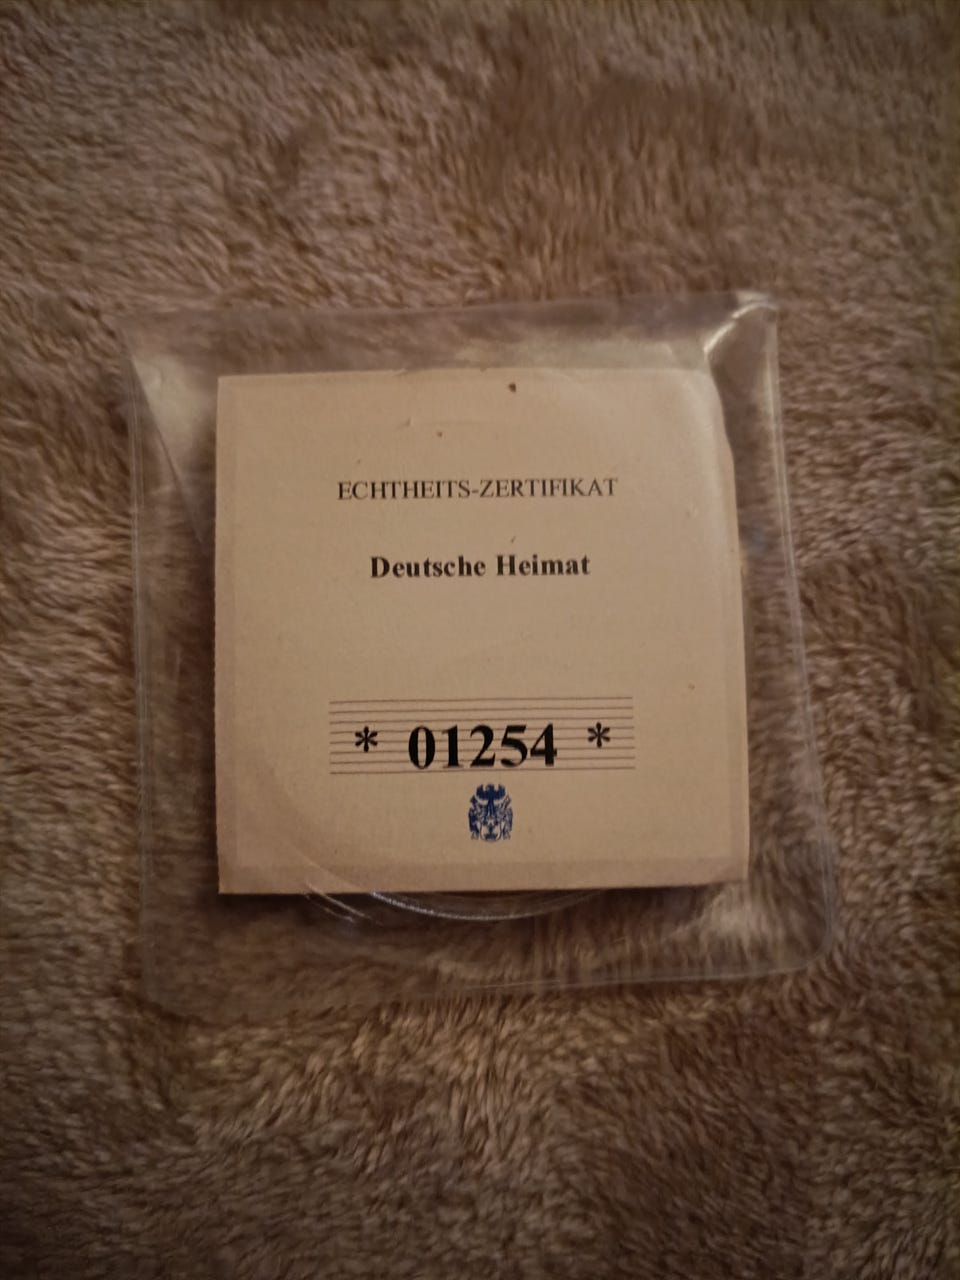 ECHTHEITS-ZERTIFIKAT
Deutsche Heimat
* 01254 *